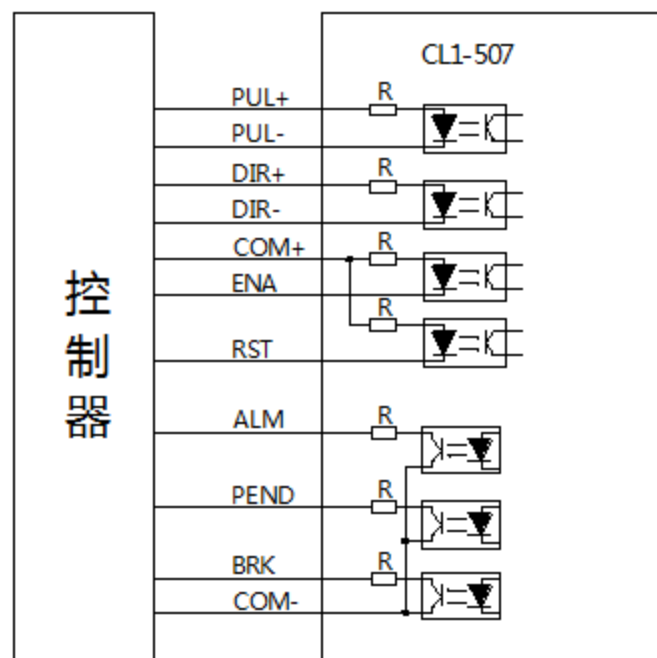 CL1-507
PUL+
R
PUL-
DIR+
R
DIR-
COM+
R
ENA
R
RST
控制器
ALM
R
PEND
R
BRK
R
COM-